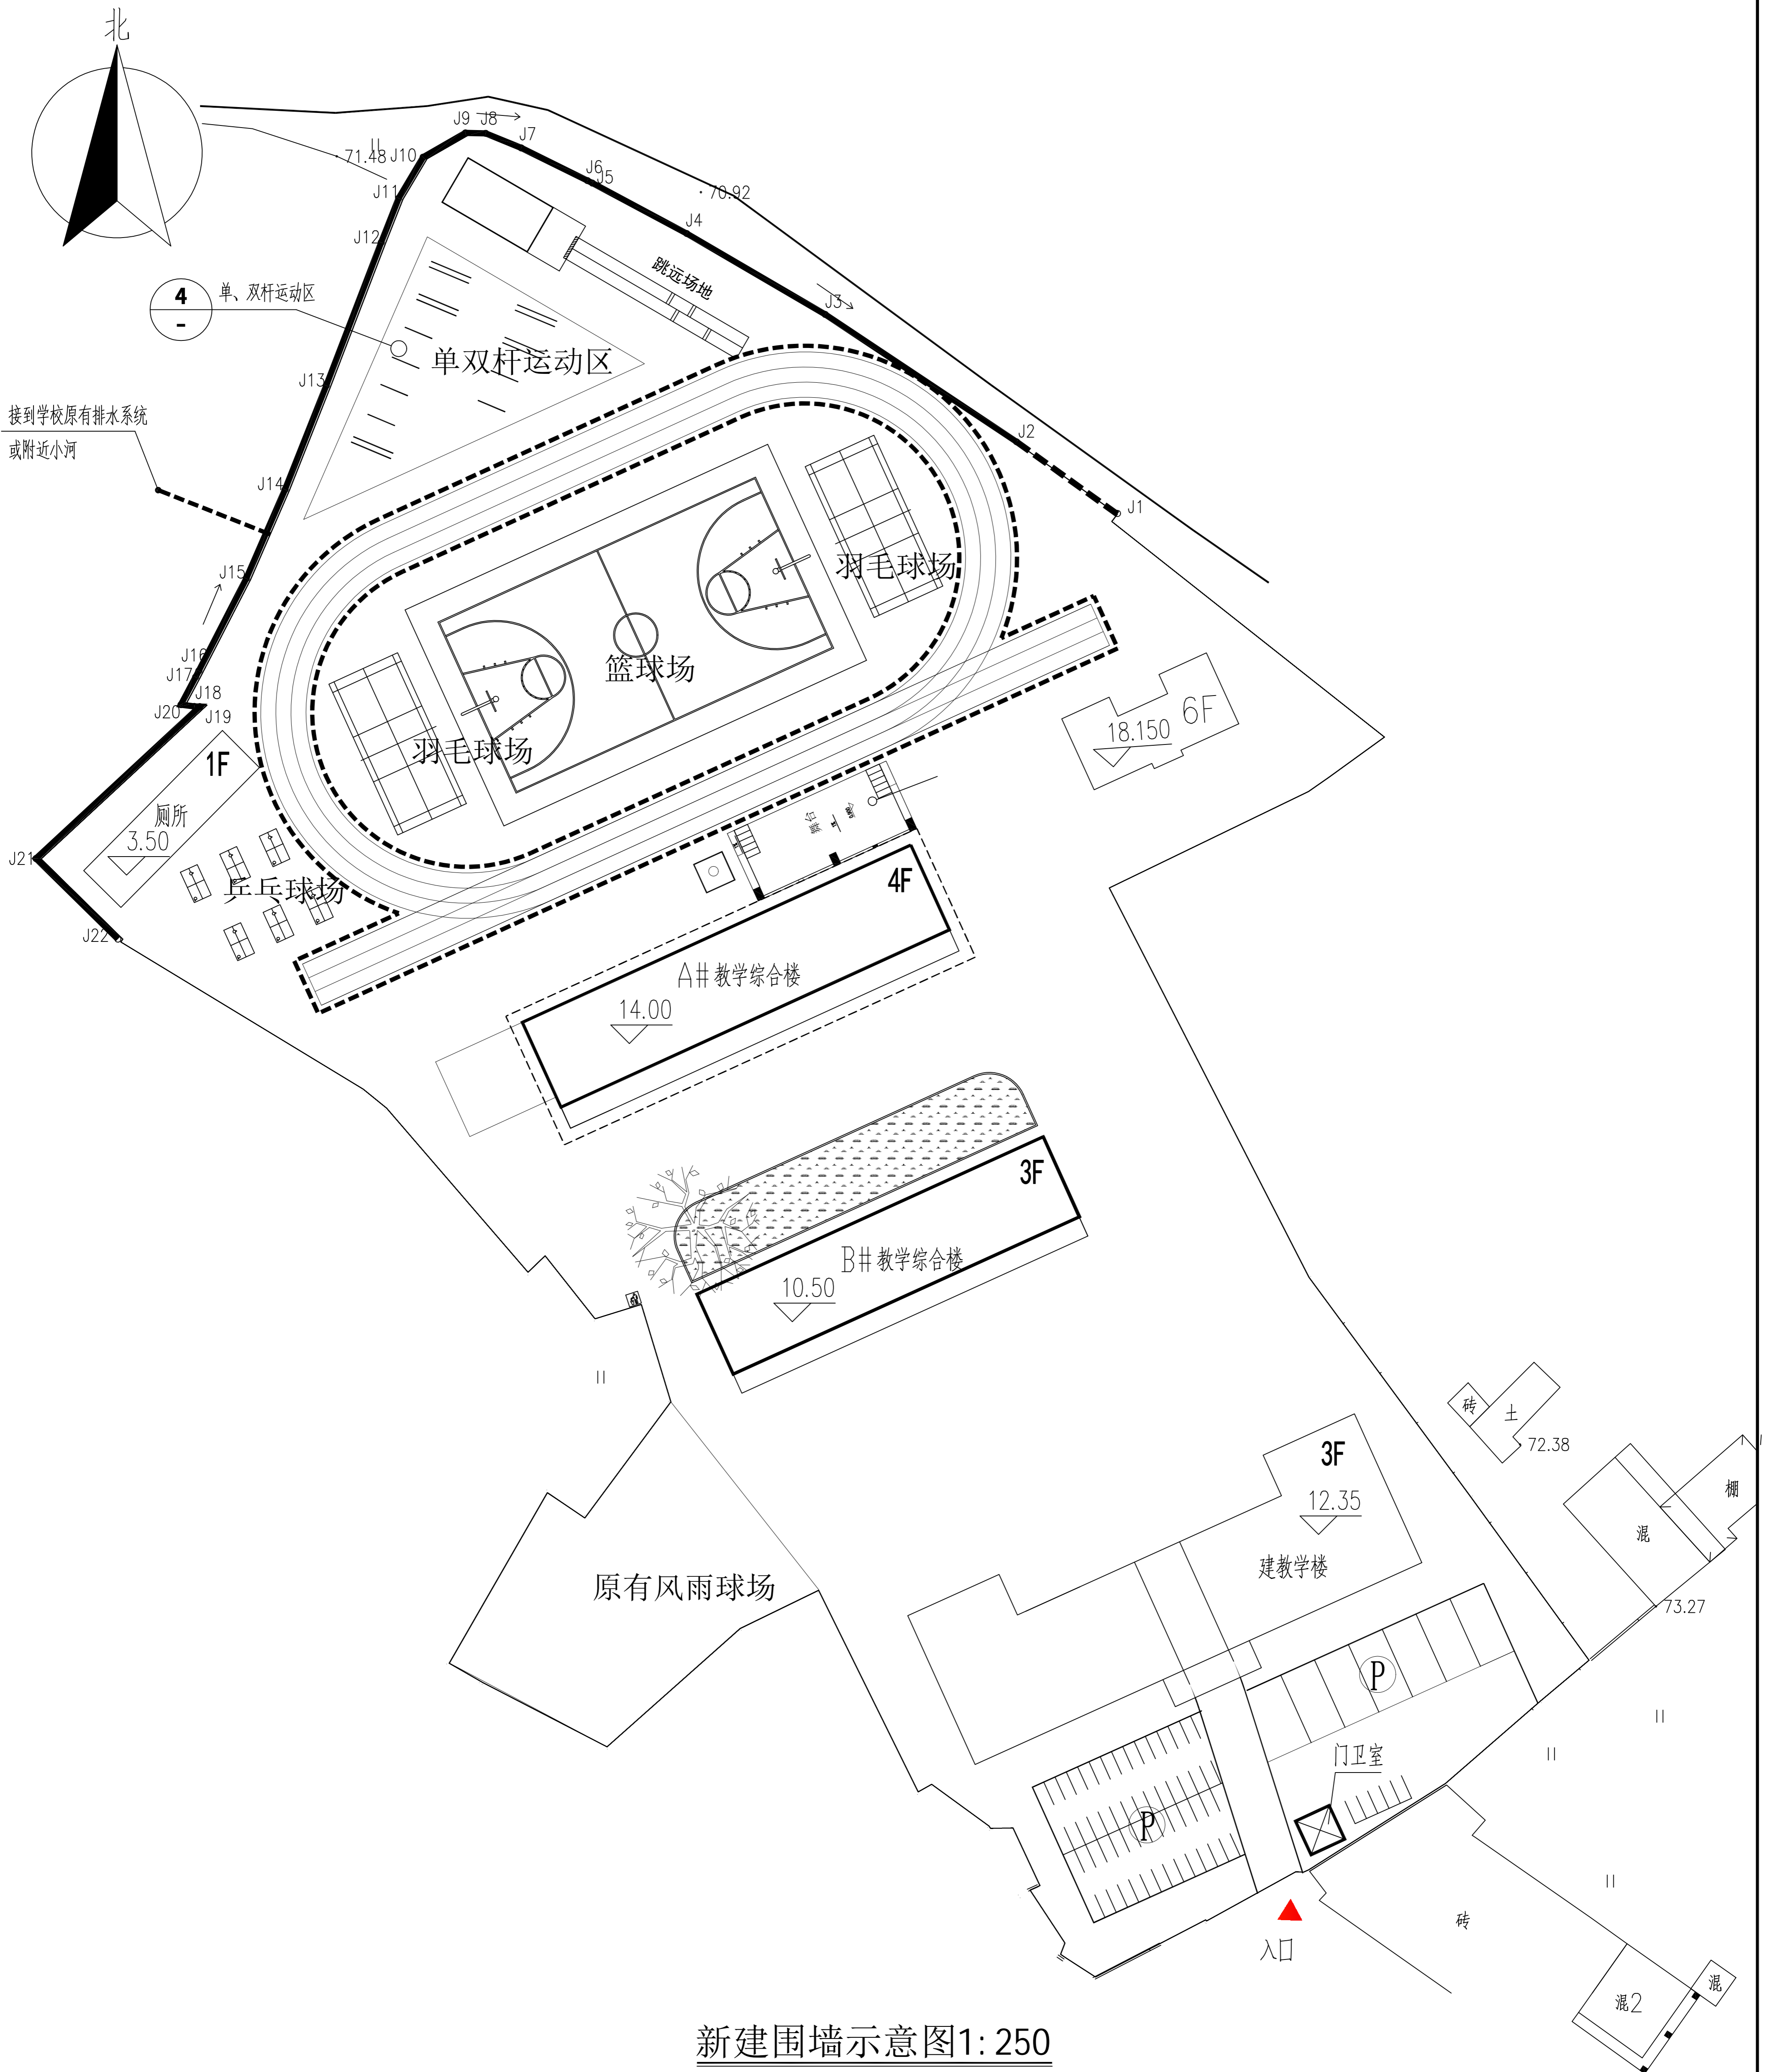 北
J9
J8
J7
71.48
J10
J6
J5
J11
70.92
J4
J12
跳远场地
4
单、双杆运动区
-
J3
单双杆运动区
J13
接到学校原有排水系统
或附近小河
J2
J14
J1
J15
羽毛球场
J16
篮球场
J17
J18
J20
J19
6F
18.150
羽毛球场
1F
厕所
3.50
J21
乒乓球场
4F
J22
A#教学综合楼
14.00
3F
B#教学综合楼
10.50
砖
土
72.38
3F
12.35
棚
混
建教学楼
原有风雨球场
73.27
P
门卫室
P
砖
入口
混
混2
新建围墙示意图1:250